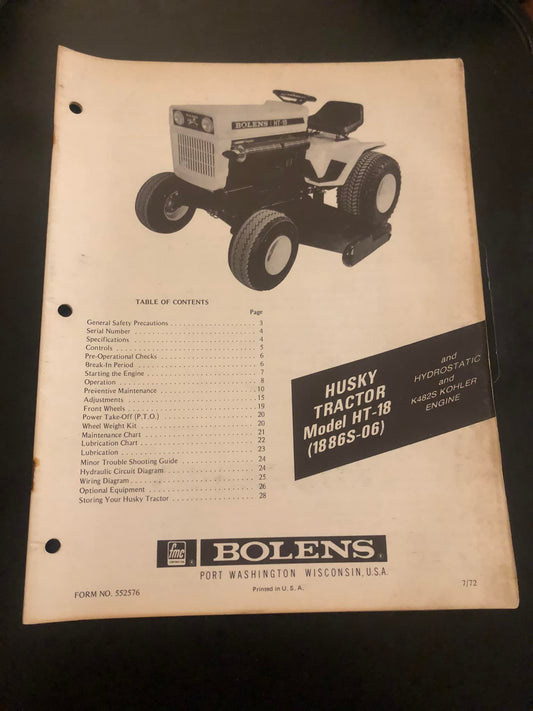 BOLENS HT-18
TABLE OF CONTENTS
Page
General Safety Precautions . . . . . . . . . . . . . . . . . . . . 3
Serial Number . . . . . . . . . . . . . . . . . . . . 4
Specifications . . . . . . . . . . . . . . . . . . . . 4
Controls . . . . . . . . . . . . . . . . . . . . 5
Pre-Operational Checks . . . . . . . . . . . . . . . . . . . . 6
Break-In Period . . . . . . . . . . . . . . . . . . . . 6
Starting the Engine . . . . . . . . . . . . . . . . . . . . 7
Operation . . . . . . . . . . . . . . . . . . . . 8
Preventive Maintenance . . . . . . . . . . . . . . . . . . . . 10
Adjustments . . . . . . . . . . . . . . . . . . . . 15
Front Wheels . . . . . . . . . . . . . . . . . . . . 19
Power Take-Off (P.T.O.) . . . . . . . . . . . . . . . . . . . . 20
Wheel Weight Kit . . . . . . . . . . . . . . . . . . . . 20
Maintenance Chart . . . . . . . . . . . . . . . . . . . . 21
Lubrication Chart . . . . . . . . . . . . . . . . . . . . 22
Lubrication . . . . . . . . . . . . . . . . . . . . 23
Minor Trouble Shooting Guide . . . . . . . . . . . . . . . . . . . . 24
Hydraulic Circuit Diagram . . . . . . . . . . . . . . . . . . . . 24
Wiring Diagram . . . . . . . . . . . . . . . . . . . . 25
Optional Equipment . . . . . . . . . . . . . . . . . . . . 26
Storing Your Husky Tractor . . . . . . . . . . . . . . . . . . . . 28
HUSKY
TRACTOR
Model HT-18
(1886S-06)
and
HYDROSTATIC
and
K482S KOHLER
ENGINE
fmc
BOLENS®
PORT WASHINGTON WISCONSIN, U.S.A.
FORM NO. 552576
Printed in U. S. A.
7/72